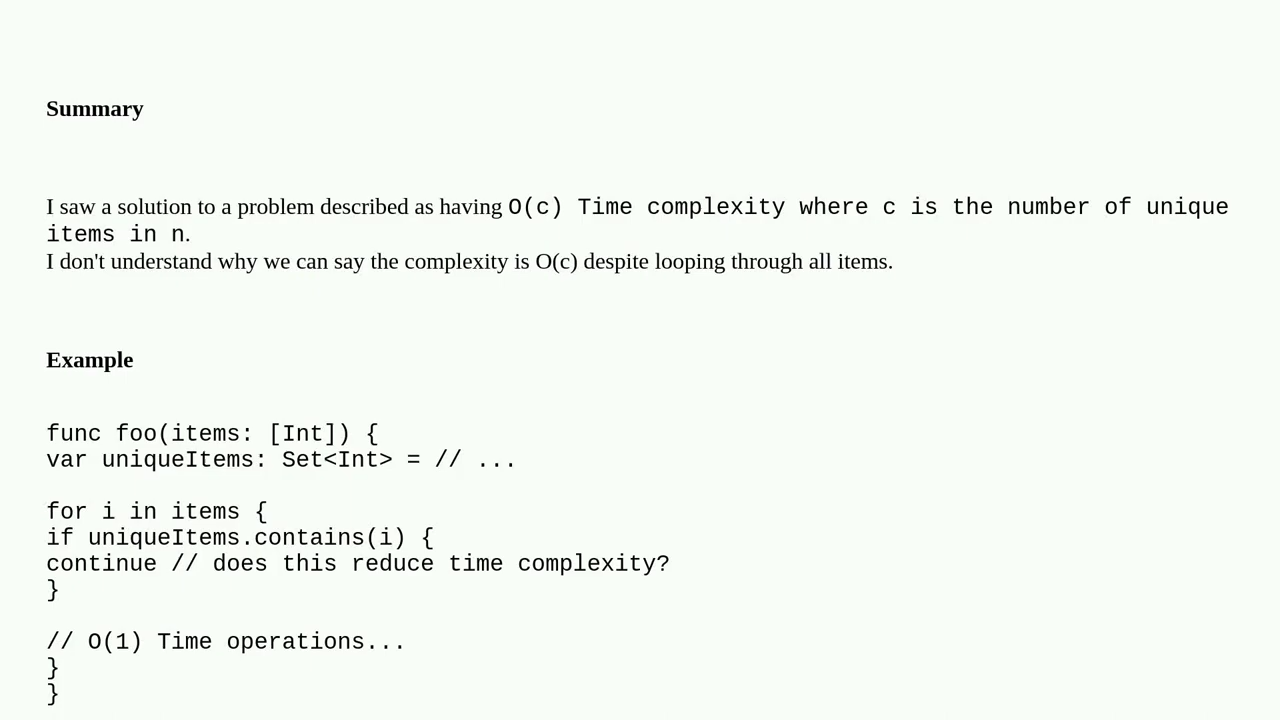 Summary
I saw a solution to a problem described as having O(c) Time complexity where c is the number of unique
items in n.
I don't understand why we can say the complexity is O(c) despite looping through all items.
Example
func foo(items: [Int]) {
var uniqueItems: Set<Int> = // ...
for i in items {
if uniqueItems.contains(i) {
continue // does this reduce time complexity?
}
// O(1) Time operations...
}
}